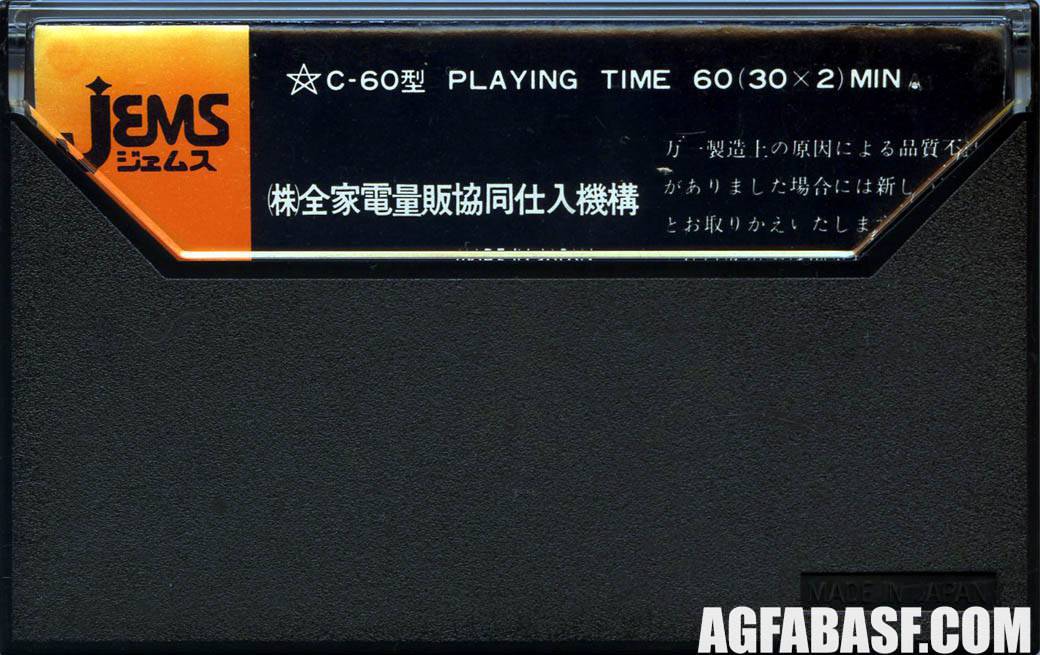 jEMS
ジェムス
☆C-60型 PLAYING TIME 60(30×2)MIN
(株)全家電量販協同仕入機構
万一製造上の原因による品質不
がありました場合には新し
とお取りかえいたしま
MADE IN JAPAN
AGFABASF.COM